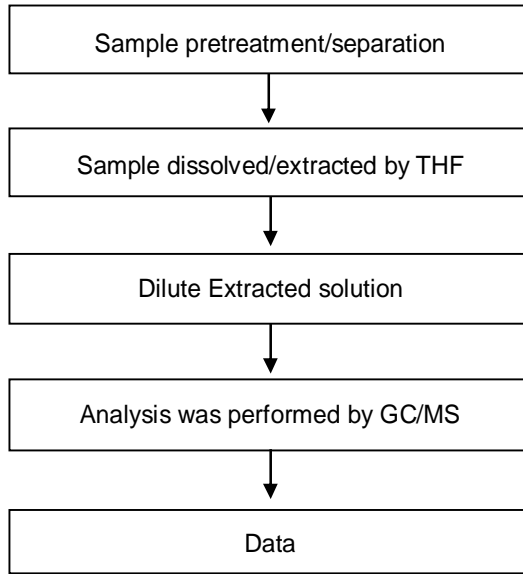 Sample pretreatment/separation
Sample dissolved/extracted by THF
Dilute Extracted solution
Analysis was performed by GC/MS
Data